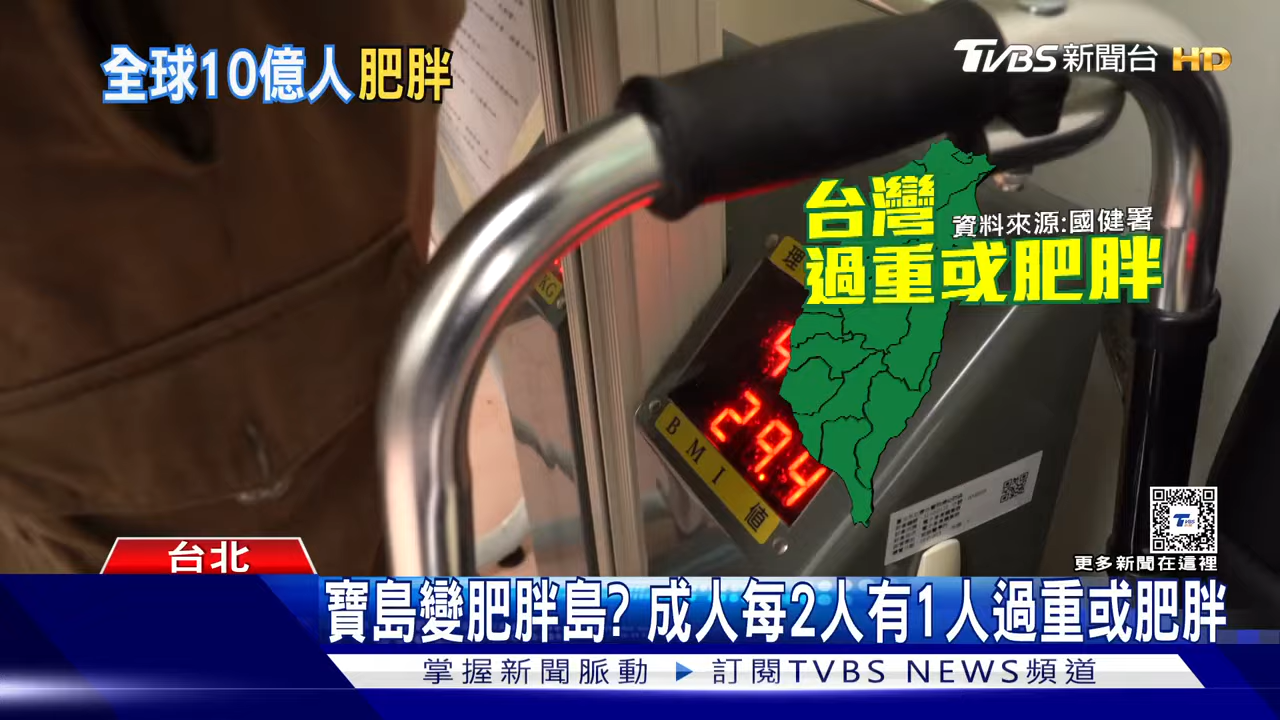 全球10億人肥胖
TVBS新聞台 HD
台灣
資料來源:國健署
過重或肥胖
理
KG
29.4
BMI值
TVBS
更多新聞在這裡
台北
寶島變肥胖島? 成人每2人有1人過重或肥胖
掌握新聞脈動 ▶ 訂閱TVBS NEWS頻道